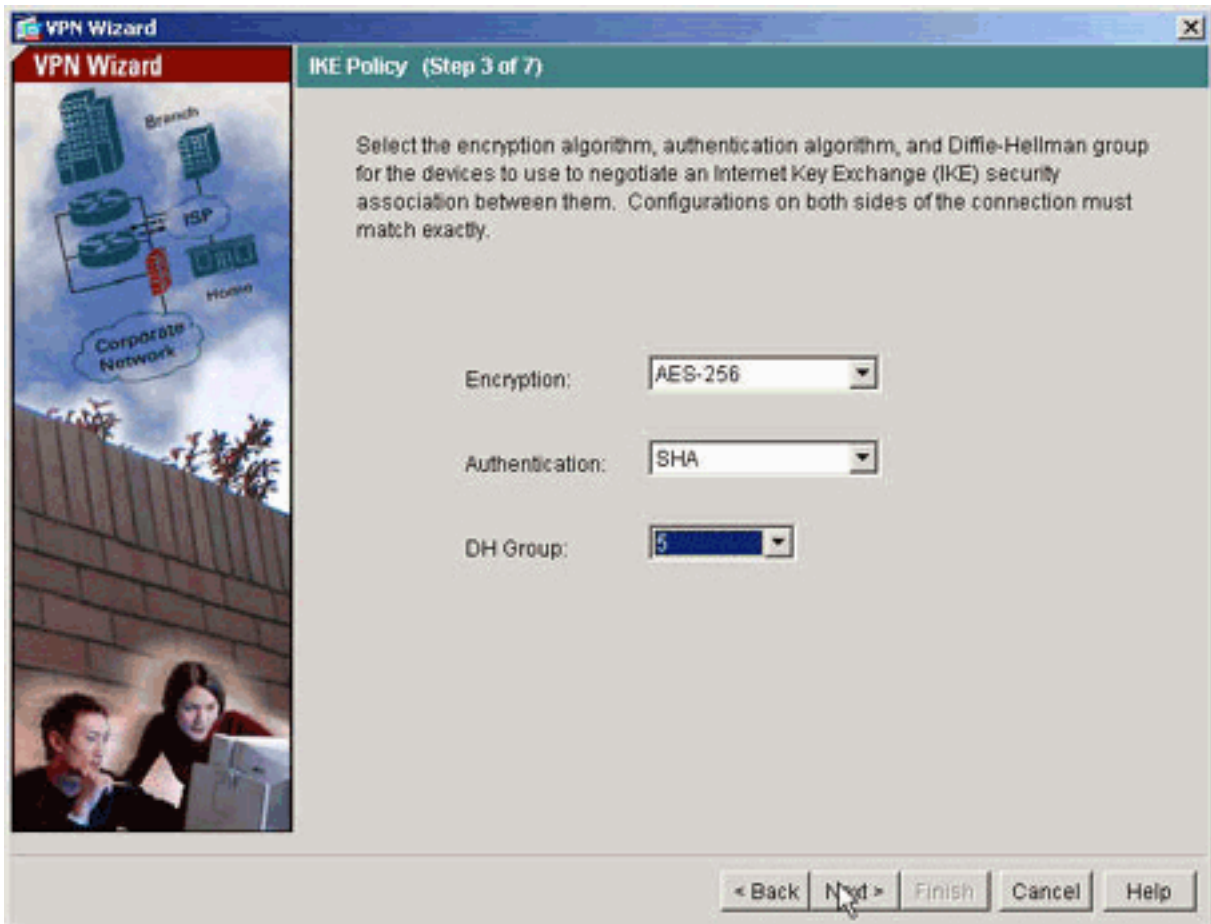 VPN Wizard
VPN Wizard
IKE Policy (Step 3 of 7)
Branch
ISP
Home
Corporate
Network
Select the encryption algorithm, authentication algorithm, and Diffie-Hellman group
for the devices to use to negotiate an Internet Key Exchange (IKE) security
association between them. Configurations on both sides of the connection must
match exactly.
Encryption: AES-256
Authentication: SHA
DH Group: 5
< Back Next > Finish Cancel Help